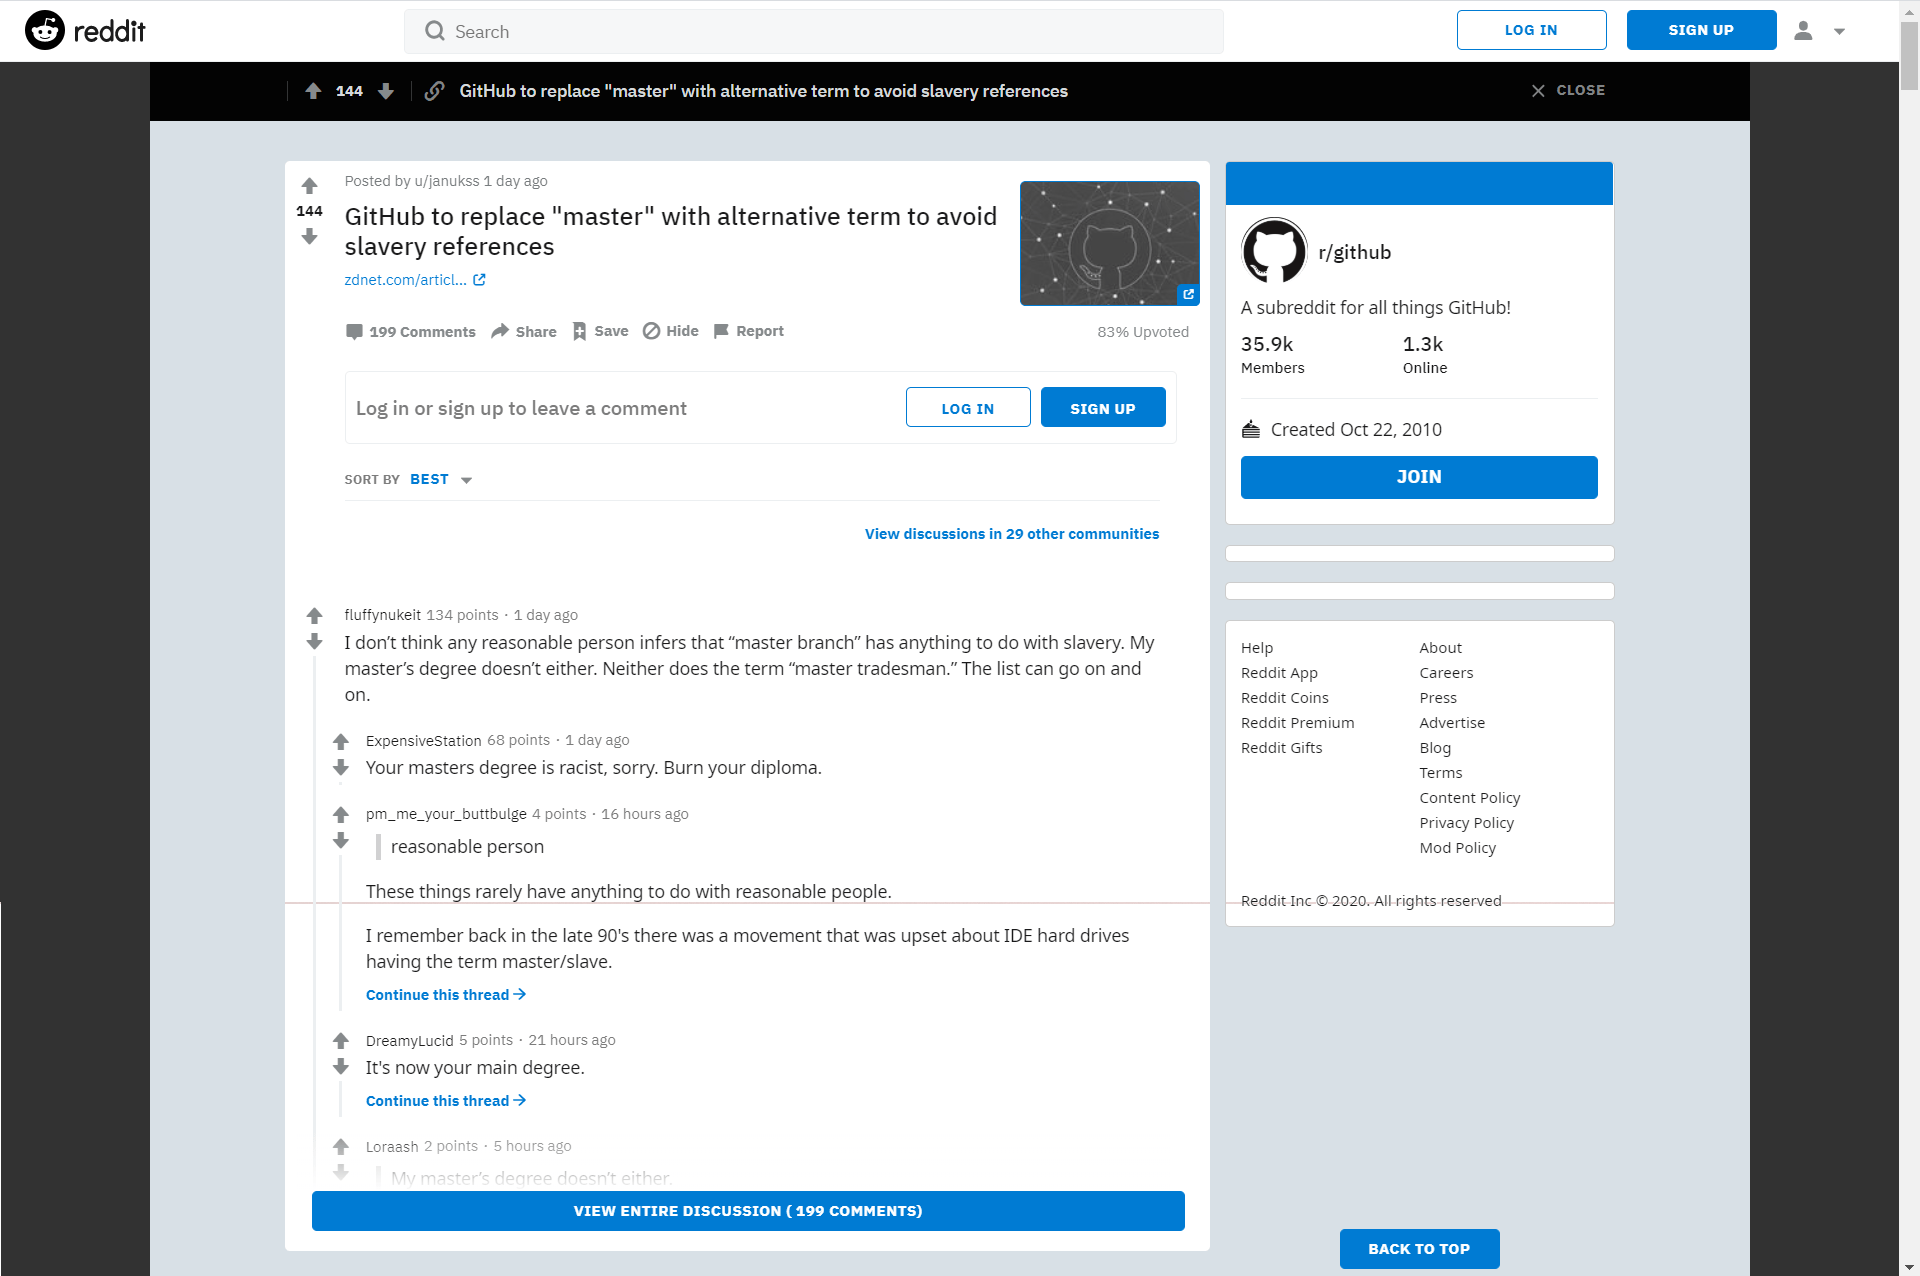 reddit
Search
LOG IN
SIGN UP
144
GitHub to replace "master" with alternative term to avoid slavery references
CLOSE
Posted by u/janukss 1 day ago
144
GitHub to replace "master" with alternative term to avoid
slavery references
zdnet.com/articl...
199 Comments
Share
Save
Hide
Report
83% Upvoted
Log in or sign up to leave a comment
LOG IN
SIGN UP
SORT BY BEST
View discussions in 29 other communities
fluffynukeit 134 points · 1 day ago
I don’t think any reasonable person infers that “master branch” has anything to do with slavery. My
master’s degree doesn’t either. Neither does the term “master tradesman.” The list can go on and
on.
ExpensiveStation 68 points · 1 day ago
Your masters degree is racist, sorry. Burn your diploma.
pm_me_your_buttbulge 4 points · 16 hours ago
reasonable person
These things rarely have anything to do with reasonable people.
I remember back in the late 90's there was a movement that was upset about IDE hard drives
having the term master/slave.
Continue this thread
DreamyLucid 5 points · 21 hours ago
It's now your main degree.
Continue this thread
Loraash 2 points · 5 hours ago
My master’s degree doesn’t either.
VIEW ENTIRE DISCUSSION ( 199 COMMENTS)
r/github
A subreddit for all things GitHub!
35.9k
Members
1.3k
Online
Created Oct 22, 2010
JOIN
Help
Reddit App
Reddit Coins
Reddit Premium
Reddit Gifts
About
Careers
Press
Advertise
Blog
Terms
Content Policy
Privacy Policy
Mod Policy
Reddit Inc © 2020. All rights reserved
BACK TO TOP